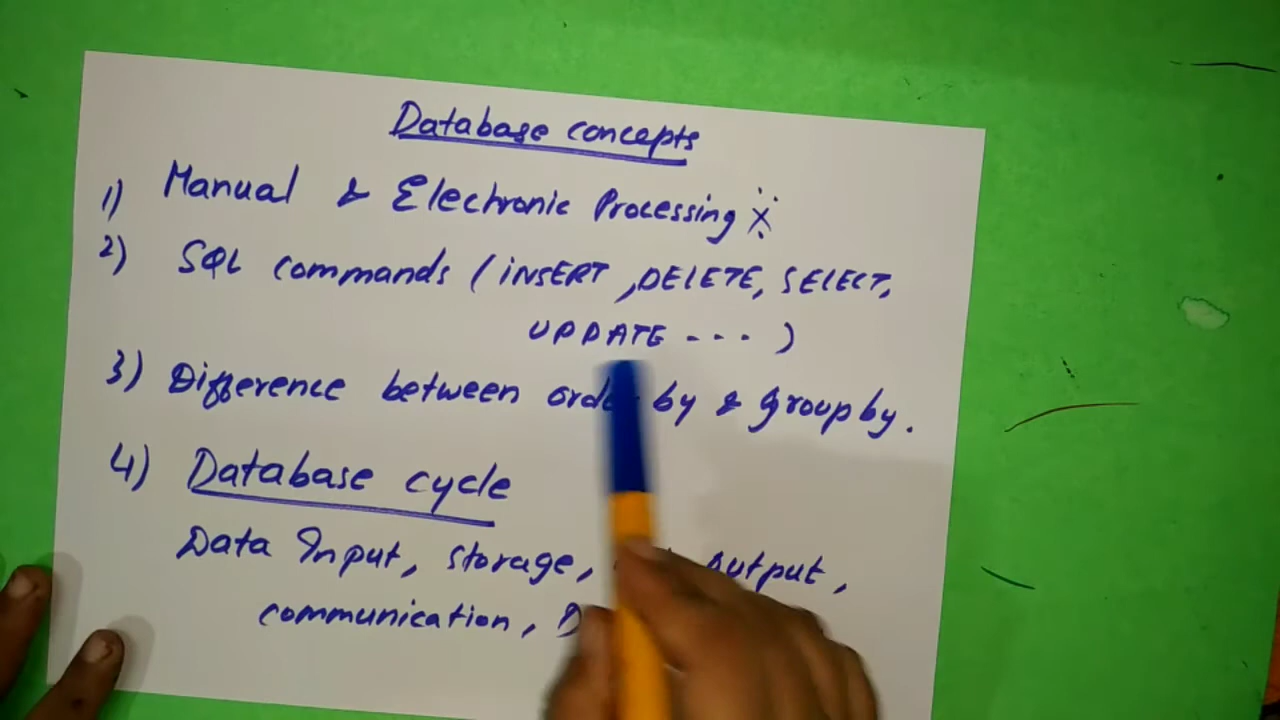 Database concepts
1) Manual & Electronic Processing ※
2) SQL commands (INSERT, DELETE, SELECT,
UPDATE ---)
3) Difference between by & group by.
4) Database cycle
Data Input, storage, output,
communication,